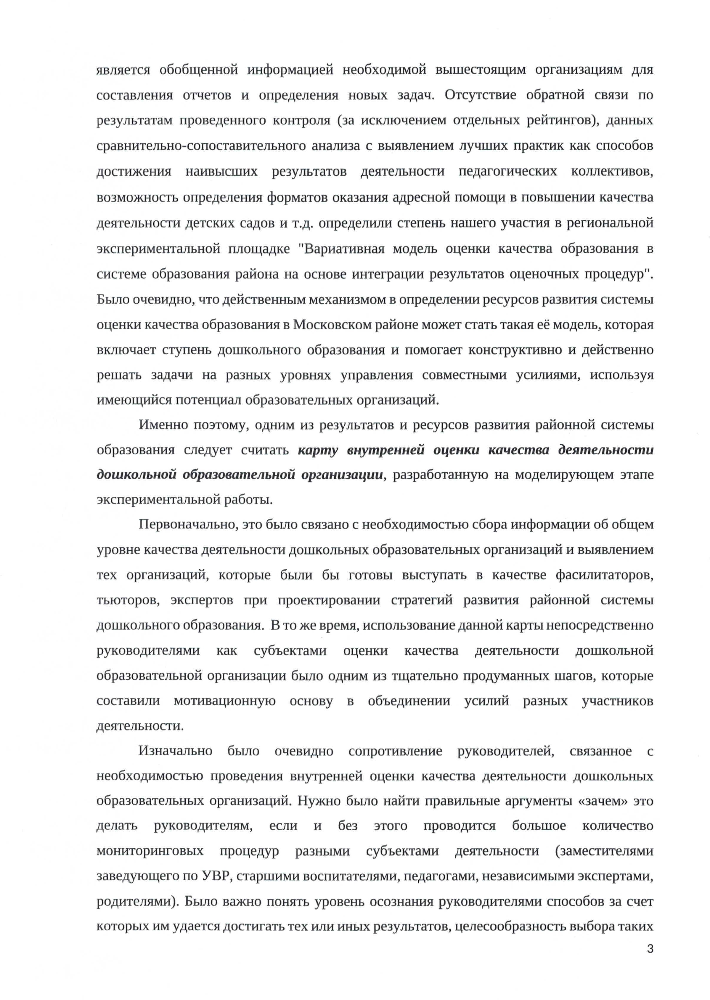 является обобщенной информацией необходимой вышестоящим организациям для
составления отчетов и определения новых задач. Отсутствие обратной связи по
результатам проведенного контроля (за исключением отдельных рейтингов), данных
сравнительно-сопоставительного анализа с выявлением лучших практик как способов
достижения наивысших результатов деятельности педагогических коллективов,
возможность определения форматов оказания адресной помощи в повышении качества
деятельности детских садов и т.д. определили степень нашего участия в региональной
экспериментальной площадке "Вариативная модель оценки качества образования в
системе образования района на основе интеграции результатов оценочных процедур".
Было очевидно, что действенным механизмом в определении ресурсов развития системы
оценки качества образования в Московском районе может стать такая её модель, которая
включает ступень дошкольного образования и помогает конструктивно и действенно
решать задачи на разных уровнях управления совместными усилиями, используя
имеющийся потенциал образовательных организаций.
Именно поэтому, одним из результатов и ресурсов развития районной системы
образования следует считать карту внутренней оценки качества деятельности
дошкольной образовательной организации, разработанную на моделирующем этапе
экспериментальной работы.
Первоначально, это было связано с необходимостью сбора информации об общем
уровне качества деятельности дошкольных образовательных организаций и выявлением
тех организаций, которые были бы готовы выступать в качестве фасилитаторов,
тьюторов, экспертов при проектировании стратегий развития районной системы
дошкольного образования. В то же время, использование данной карты непосредственно
руководителями как субъектами оценки качества деятельности дошкольной
образовательной организации было одним из тщательно продуманных шагов, которые
составили мотивационную основу в объединении усилий разных участников
деятельности.
Изначально было очевидно сопротивление руководителей, связанное с
необходимостью проведения внутренней оценки качества деятельности дошкольных
образовательных организаций. Нужно было найти правильные аргументы «зачем» это
делать руководителям, если и без этого проводится большое количество
мониторинговых процедур разными субъектами деятельности (заместителями
заведующего по УВР, старшими воспитателями, педагогами, независимыми экспертами,
родителями). Было важно понять уровень осознания руководителями способов за счет
которых им удается достигать тех или иных результатов, целесообразность выбора таких
3